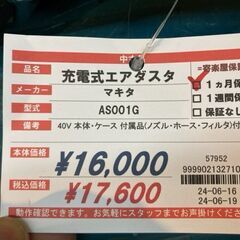 中古
品名 充電式エアダスタ
メーカー マキタ
型式 AS001G
備考 40V 本体・ケース 付属品(ノズル・ホース・フィルタ)付
※喜楽屋保
1ヵ月保
1週間保
保証な
本体価格 ¥16,000
税込価格 ¥17,600
57952
999902132710
24-06-16
24-06-19
動作確認できます。お気軽にスタッフまでお声掛けくだ